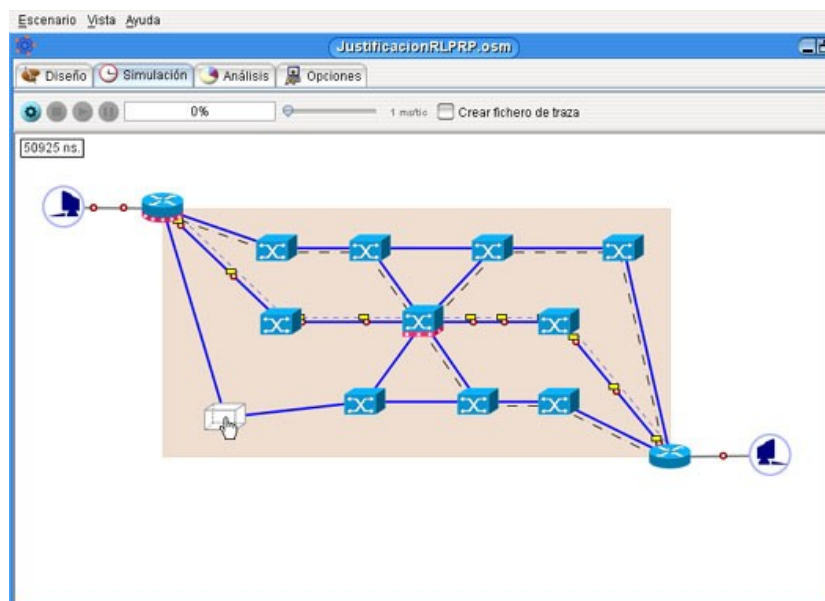 Escenario Vista Ayuda
JustificacionRLPRP.osm
Diseño Simulación Análisis Opciones
0% 1 ms/tic Crear fichero de traza
50925 ns.